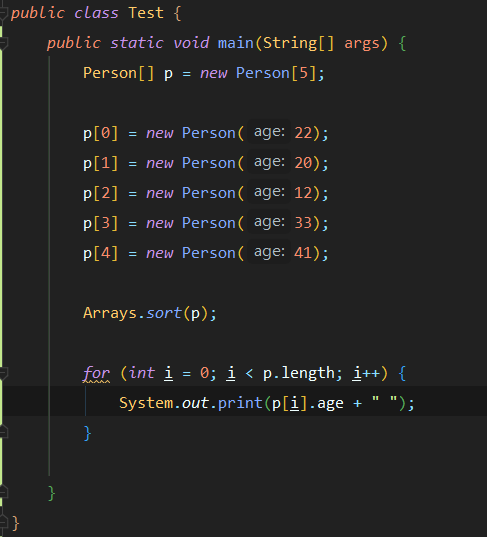 public class Test {
public static void main(String[] args) {
Person[] p = new Person[5];
p[0] = new Person( age: 22);
p[1] = new Person( age: 20);
p[2] = new Person( age: 12);
p[3] = new Person( age: 33);
p[4] = new Person( age: 41);
Arrays.sort(p);
for (int i = 0; i < p.length; i++) {
System.out.print(p[i].age + " ");
}
}
}